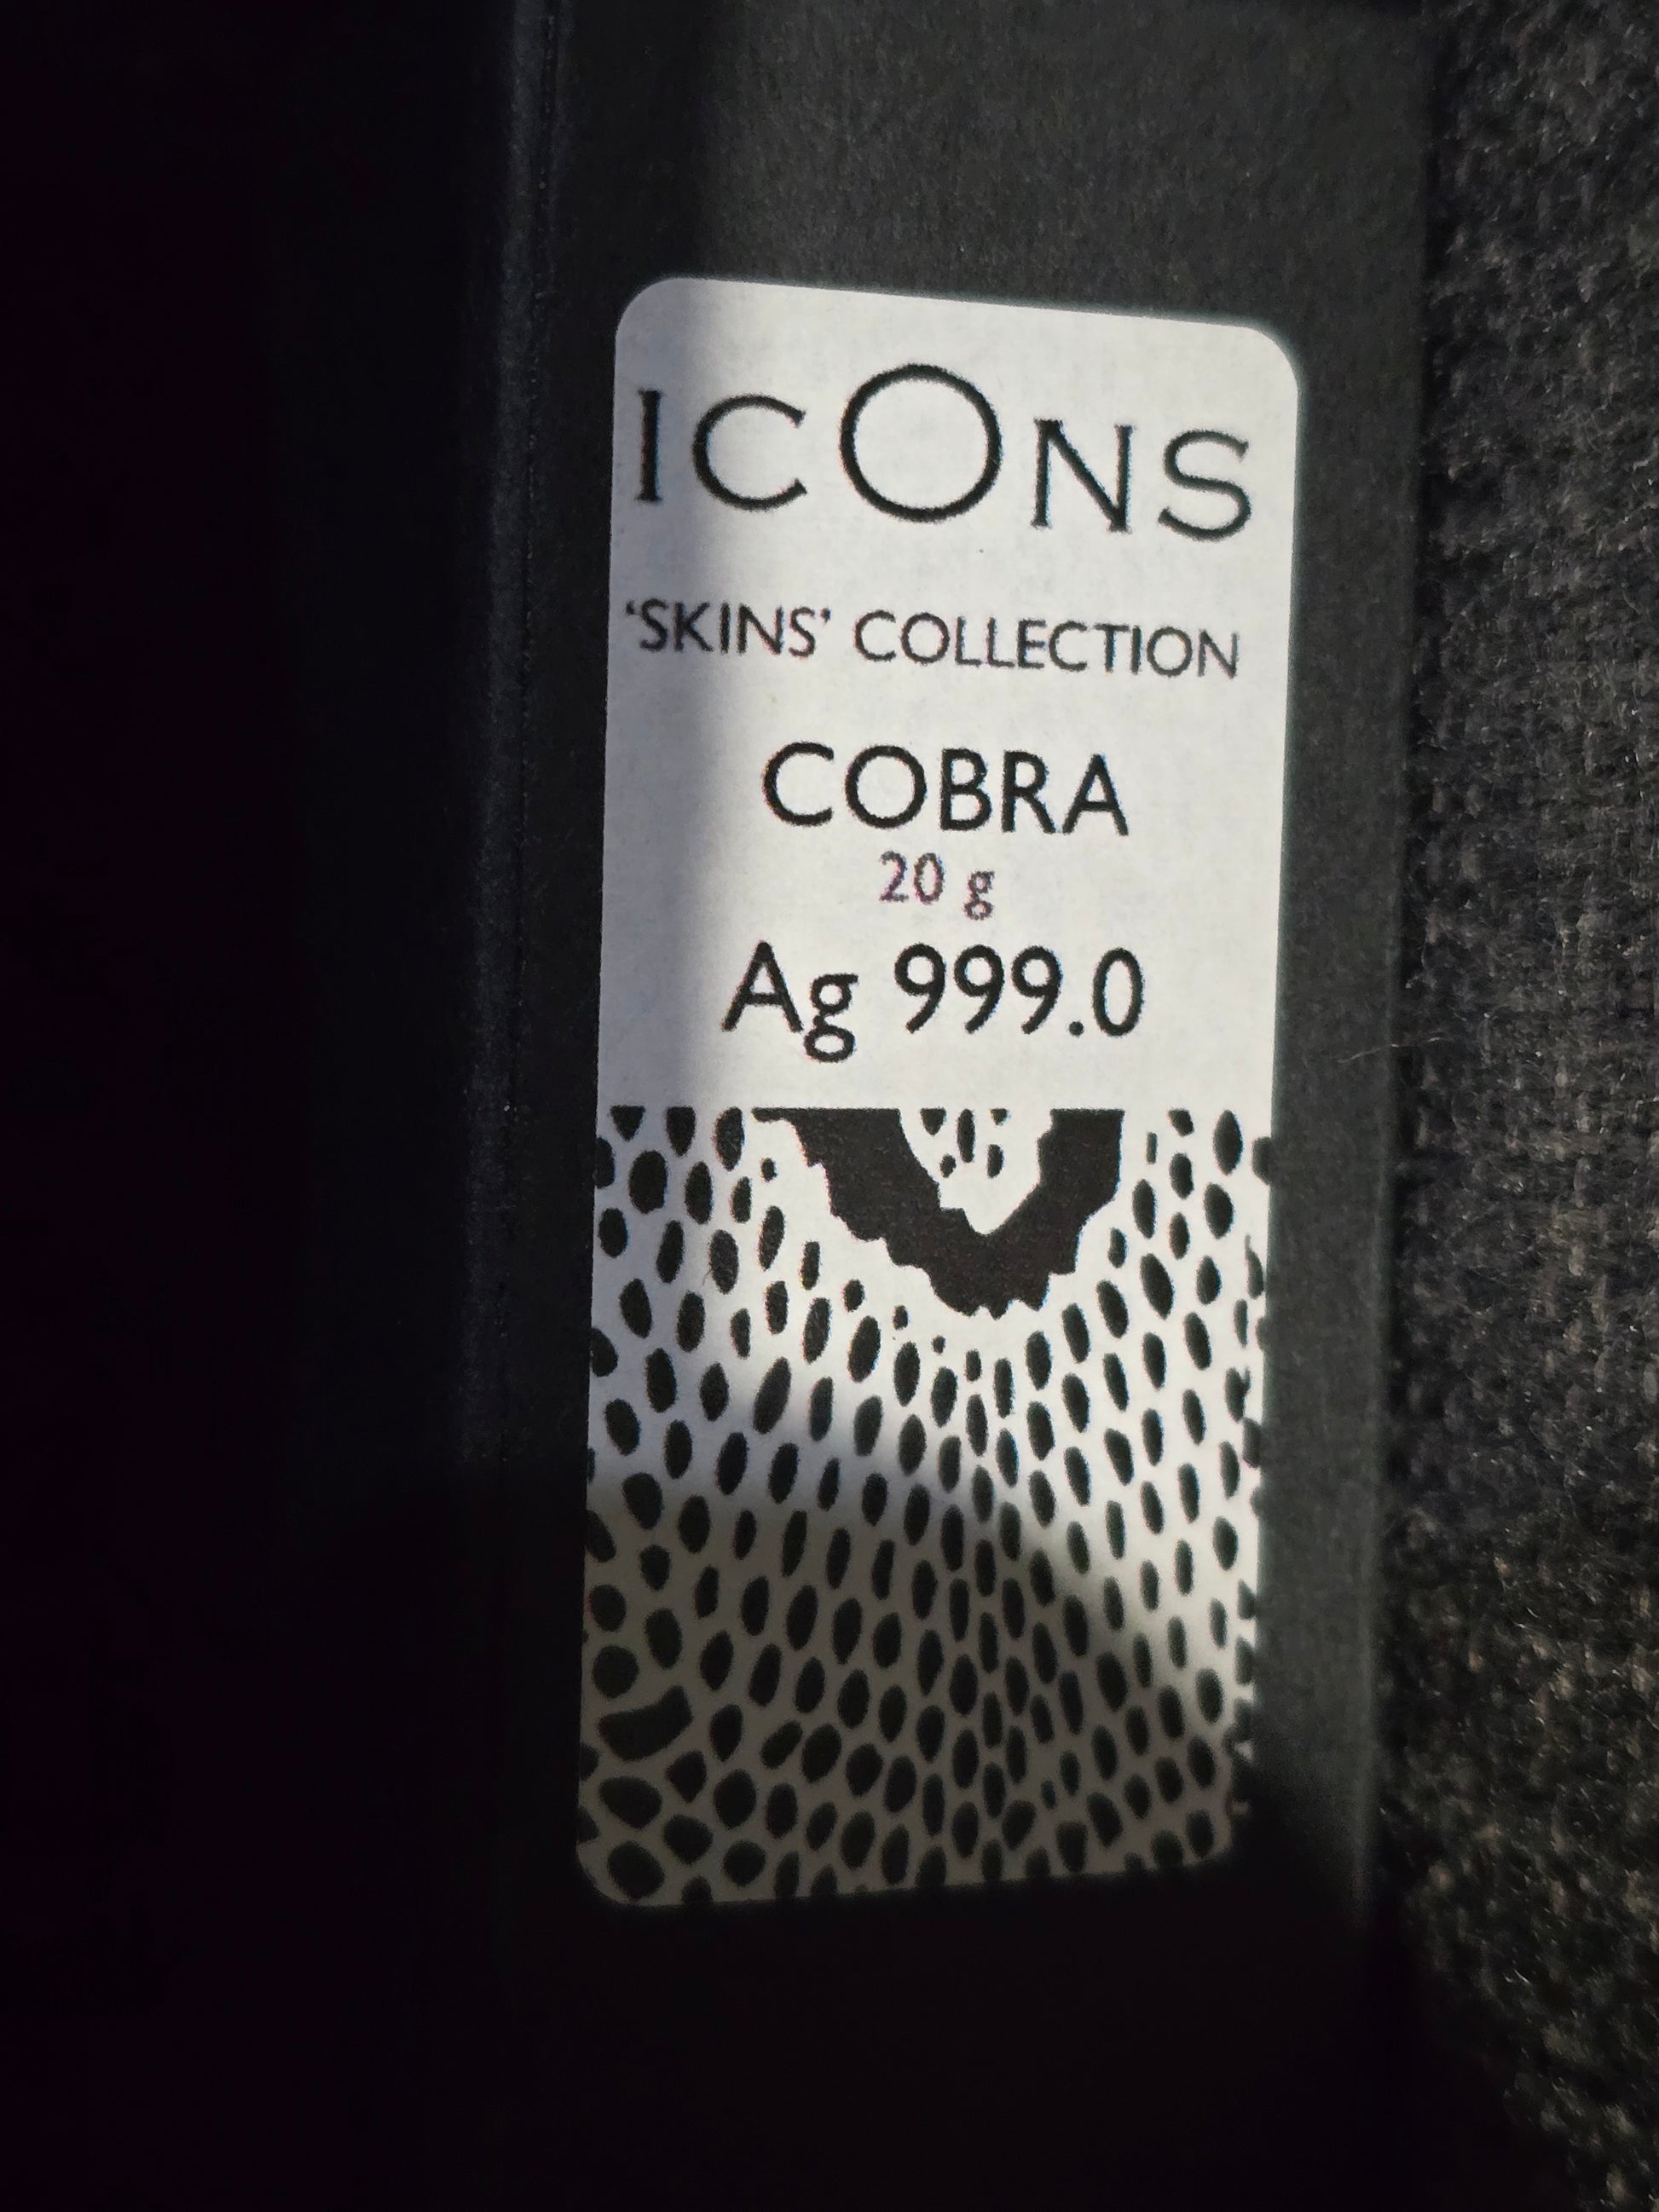 ICONS
'SKINS' COLLECTION
COBRA
20 g
Ag 999.0